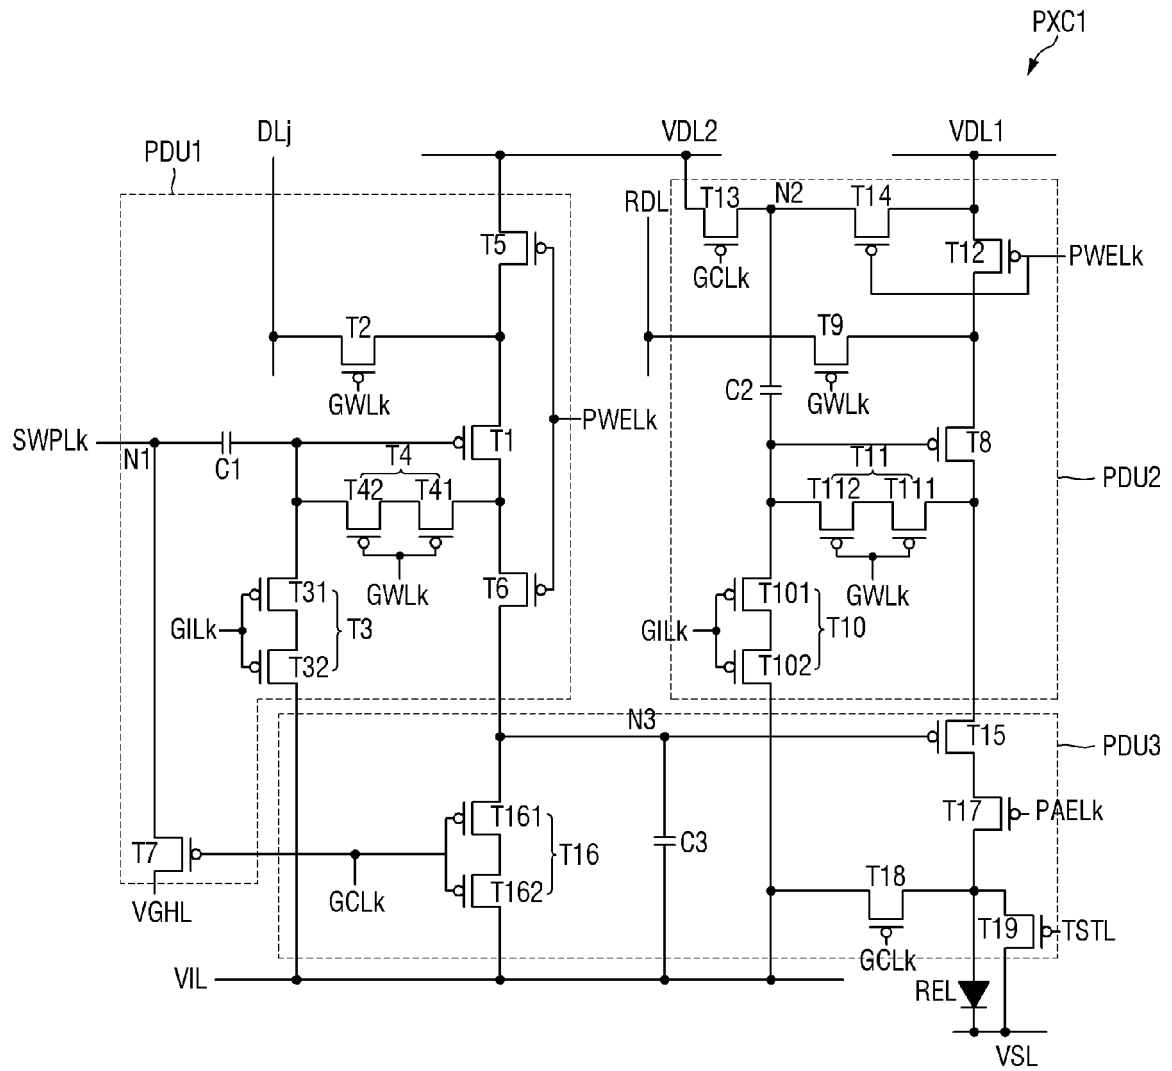 PXC1
DLj
VDL2
VDL1
PDU1
RDL
T13
N2
T14
T5
T12
PWELk
GCLk
T2
T9
GWLk
C2
GWLk
PWELk
SWPLk
N1
C1
T1
T8
T4
T11
T42
T41
T112
T111
PDU2
GWLk
T6
GWLk
T31
T101
GILk
T3
GILk
T10
T32
T102
N3
T15
PDU3
T161
T17
PAELk
T7
T16
C3
T162
T18
VGHL
GCLk
T19
TSTL
GCLk
VIL
REL
VSL